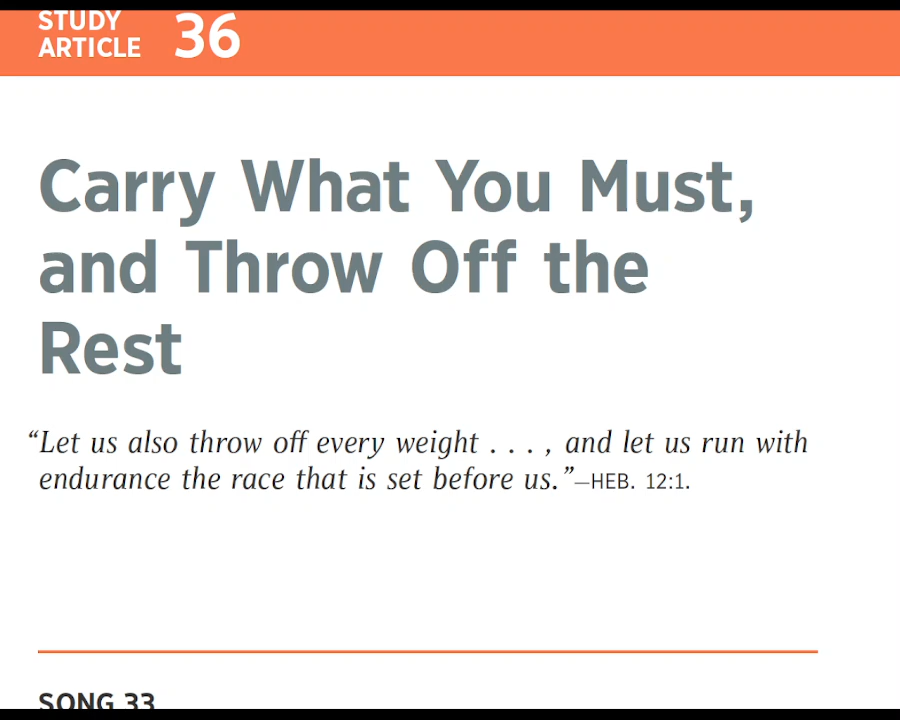 STUDY
ARTICLE 36
Carry What You Must,
and Throw Off the
Rest
“Let us also throw off every weight . . . . , and let us run with
endurance the race that is set before us.”—HEB. 12:1.
SONG 33